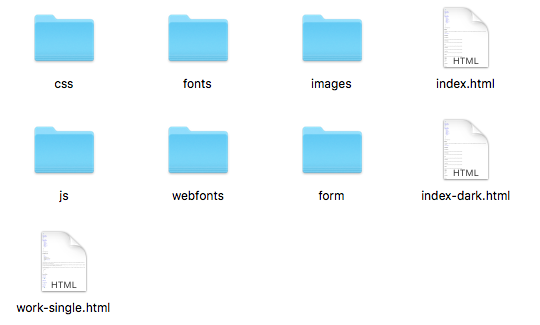 css
fonts
images
HTML
index.html
js
webfonts
form
HTML
index-dark.html
HTML
work-single.html